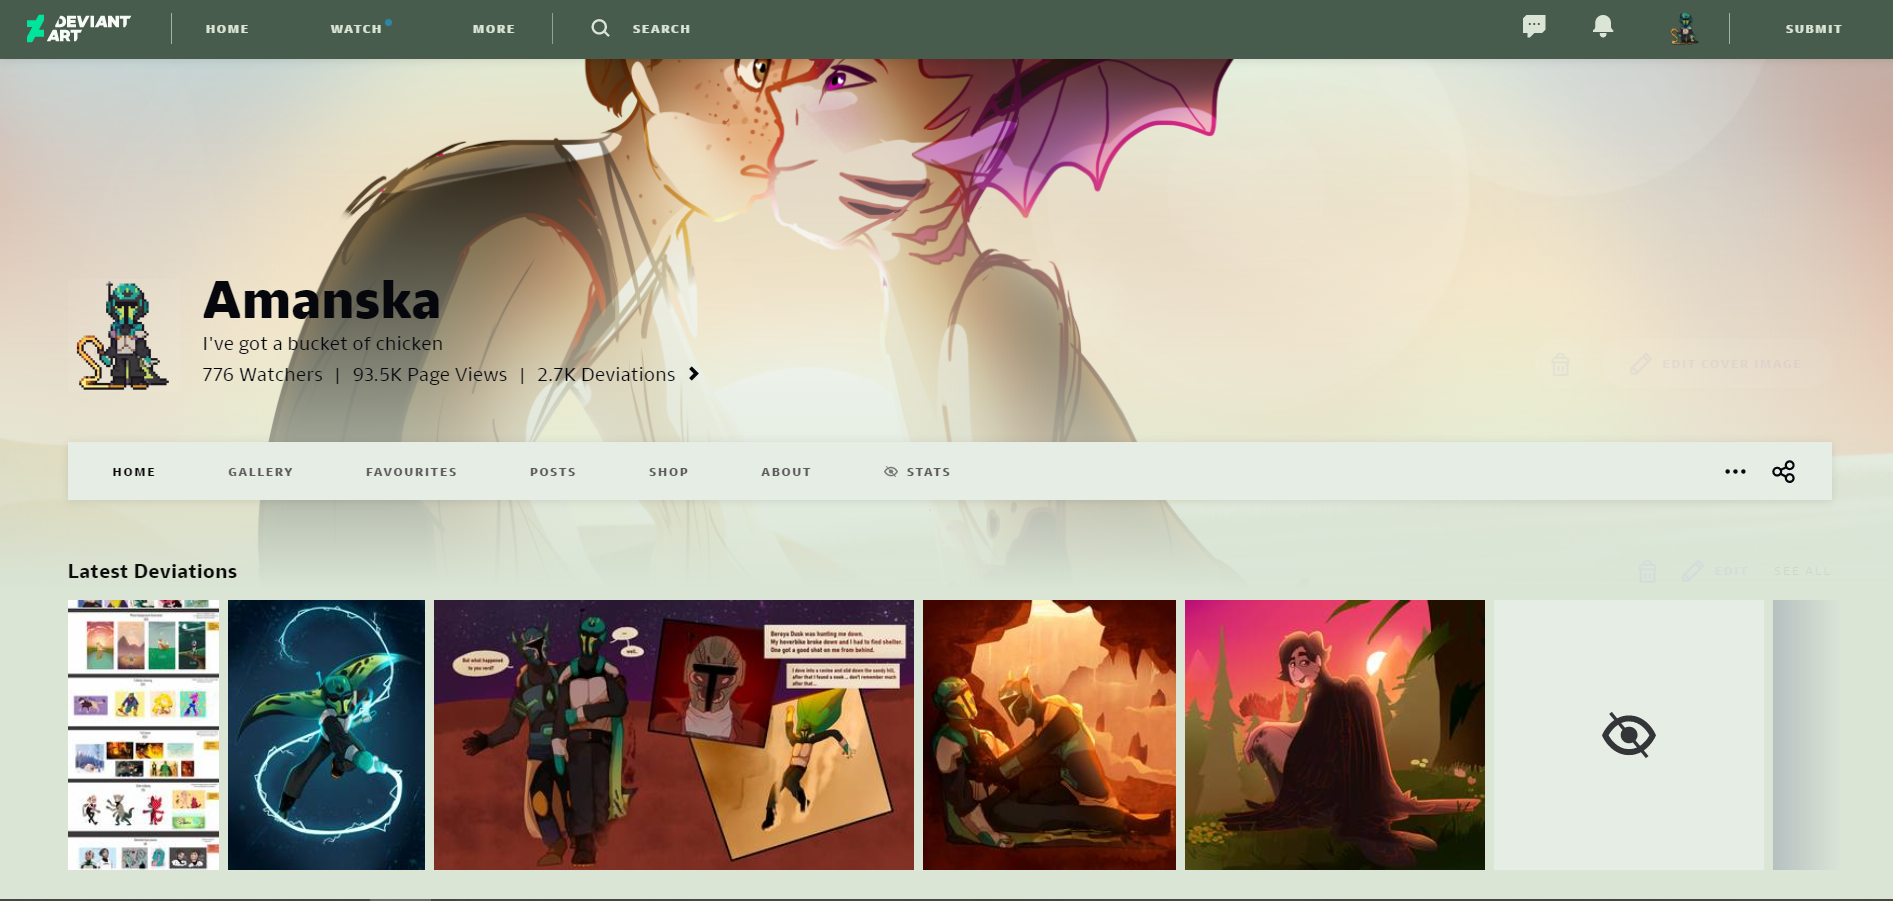 DEVIANT ART
HOME
WATCH
MORE
SEARCH
SUBMIT
Amanska
I've got a bucket of chicken
776 Watchers | 93.5K Page Views | 2.7K Deviations
EDIT COVER IMAGE
HOME
GALLERY
FAVOURITES
POSTS
SHOP
ABOUT
STATS
Latest Deviations
EDIT
SEE ALL
But what happened
to you nerd?
...
well..
Bereya Dusk was hunting me down.
My hoverbike broke down and I had to find shelter.
One got a good shot on me from behind.
I dove into a ravine and slid down the sandy hill,
after that I found a nook ... don't remember much
after that...